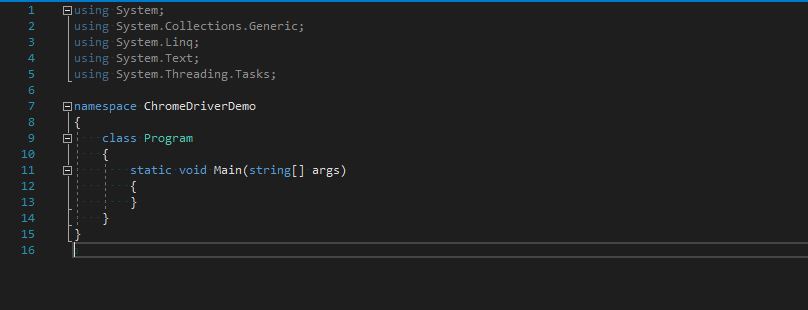 1 using System;
2 using System.Collections.Generic;
3 using System.Linq;
4 using System.Text;
5 using System.Threading.Tasks;
6
7 namespace ChromeDriverDemo
8 {
9     class Program
10     {
11         static void Main(string[] args)
12         {
13         }
14     }
15 }
16